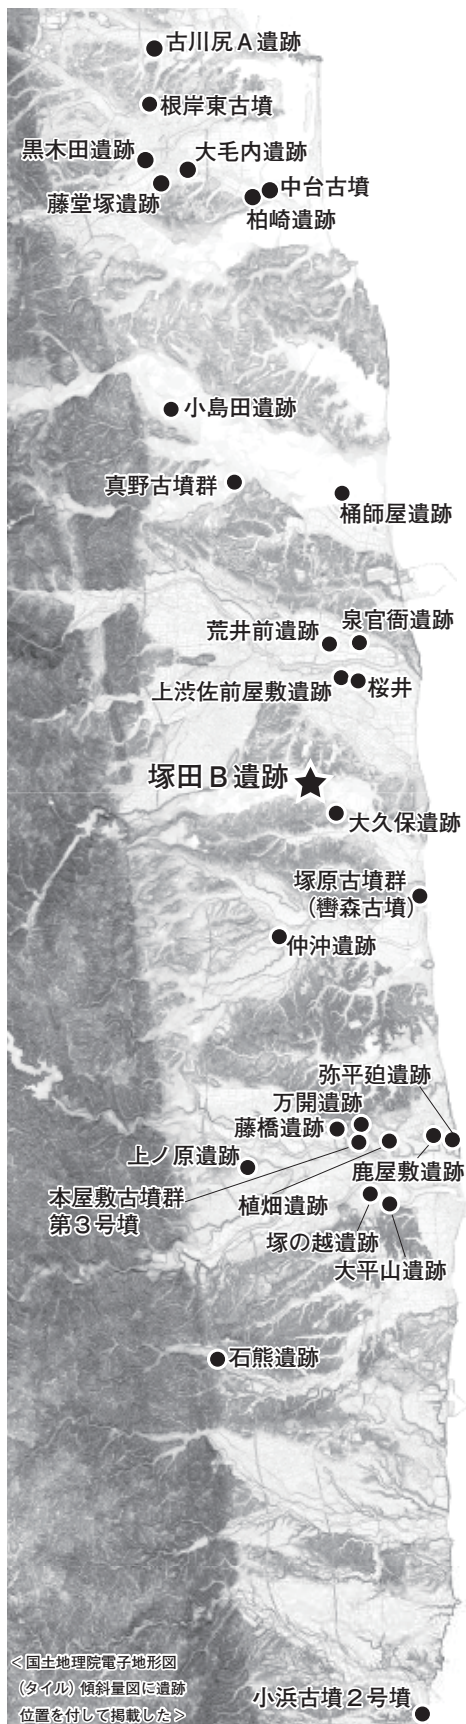 古川尻A遺跡
根岸東古墳
黒木田遺跡
大毛内遺跡
藤堂塚遺跡
中台古墳
柏崎遺跡
小島田遺跡
真野古墳群
桶師屋遺跡
荒井前遺跡
泉官衙遺跡
上渋佐前屋敷遺跡
桜井
塚田B遺跡
大久保遺跡
塚原古墳群
（轡森古墳）
仲沖遺跡
弥平廹遺跡
万開遺跡
藤橋遺跡
上ノ原遺跡
鹿屋敷遺跡
本屋敷古墳群
第３号墳
植畑遺跡
塚の越遺跡
大平山遺跡
石熊遺跡
＜国土地理院電子地形図
（タイル）傾斜量図に遺跡
位置を付して掲載した＞
小浜古墳２号墳